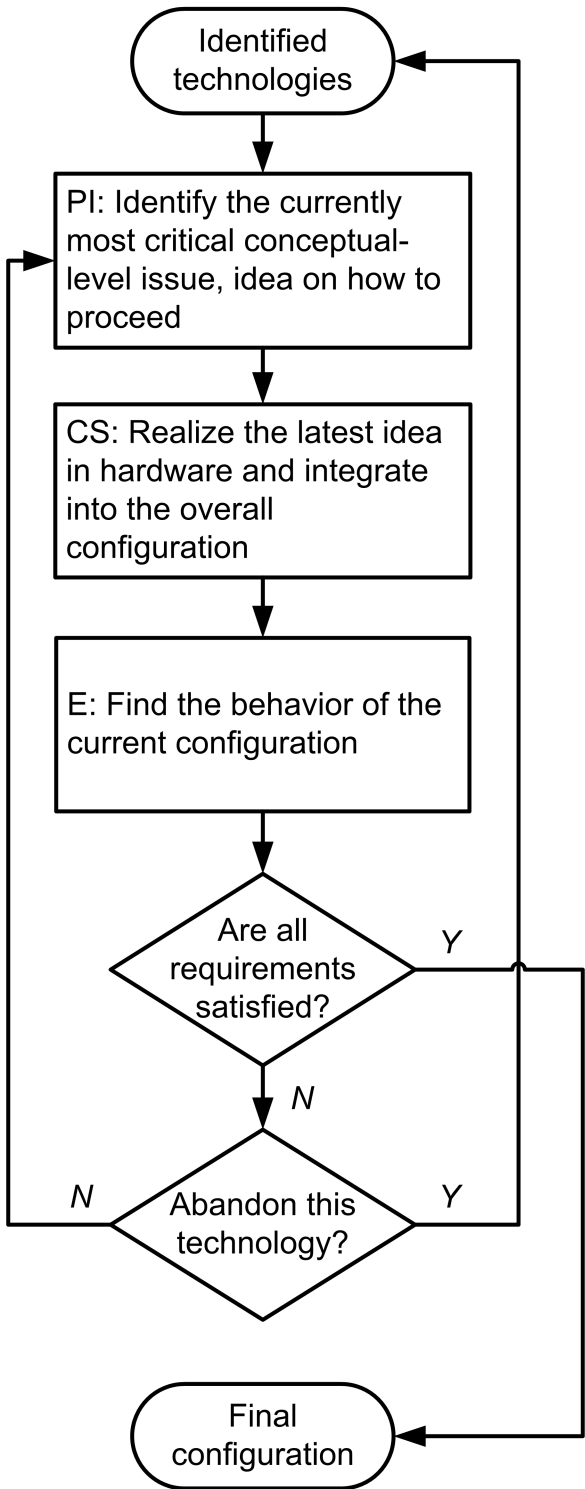 Identified
technologies
PI: Identify the currently
most critical conceptual-
level issue, idea on how to
proceed
CS: Realize the latest idea
in hardware and integrate
into the overall
configuration
E: Find the behavior of the
current configuration
Are all
requirements
satisfied?
Y
N
N
Abandon this
technology?
Y
Final
configuration